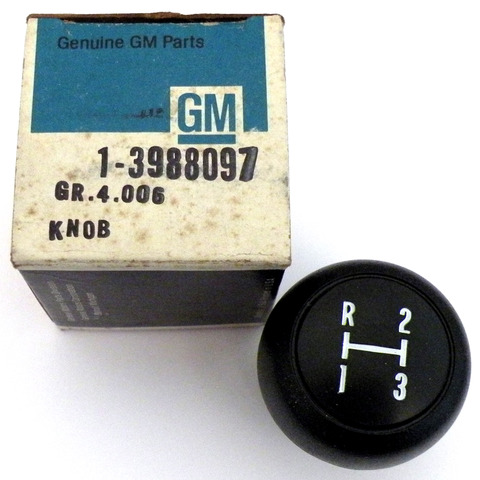 Genuine GM Parts
GM
1-3988097
GR.4.006
KNOB
R 2
1 3